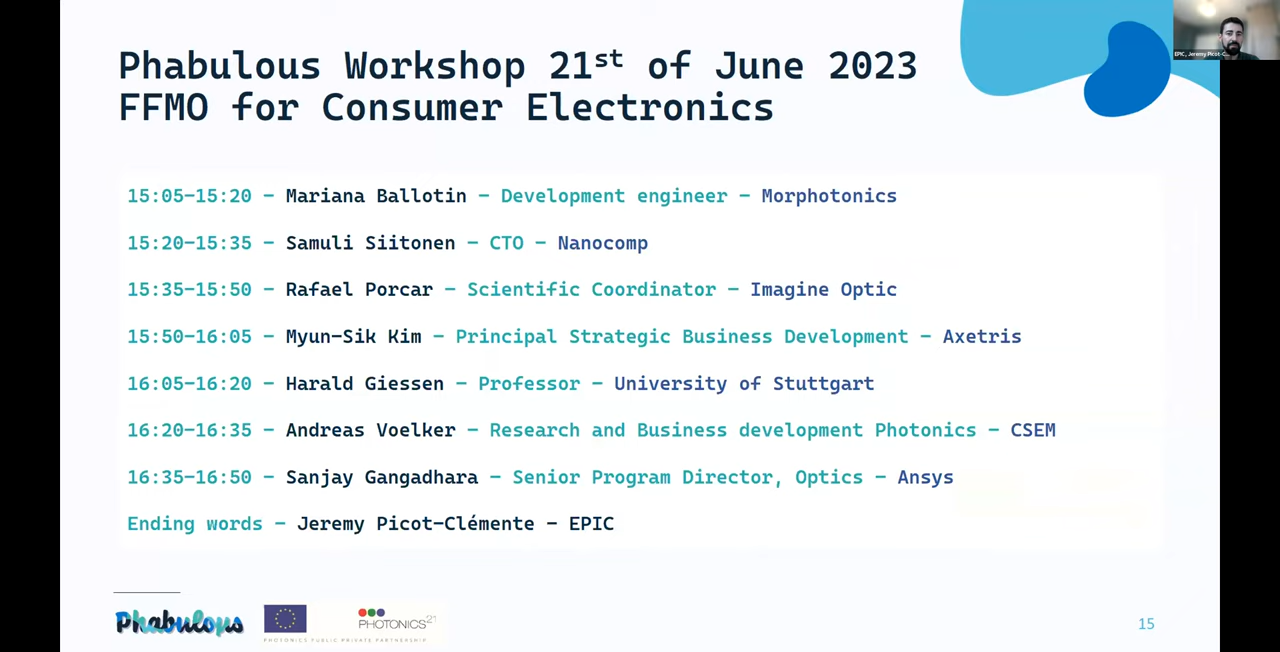 Phabulous Workshop 21st of June 2023
FFMO for Consumer Electronics
EPIC, Jeremy Picot-C...
15:05-15:20 - Mariana Ballotin - Development engineer - Morphotonics
15:20-15:35 - Samuli Siitonen - CTO - Nanocomp
15:35-15:50 - Rafael Porcar - Scientific Coordinator - Imagine Optic
15:50-16:05 - Myun-Sik Kim - Principal Strategic Business Development - Axetris
16:05-16:20 - Harald Giessen - Professor - University of Stuttgart
16:20-16:35 - Andreas Voelker - Research and Business development Photonics - CSEM
16:35-16:50 - Sanjay Gangadhara - Senior Program Director, Optics - Ansys
Ending words - Jeremy Picot-Clémente - EPIC
Phabulous
PHOTONICS21
PHOTONICS PUBLIC PRIVATE PARTNERSHIP
15